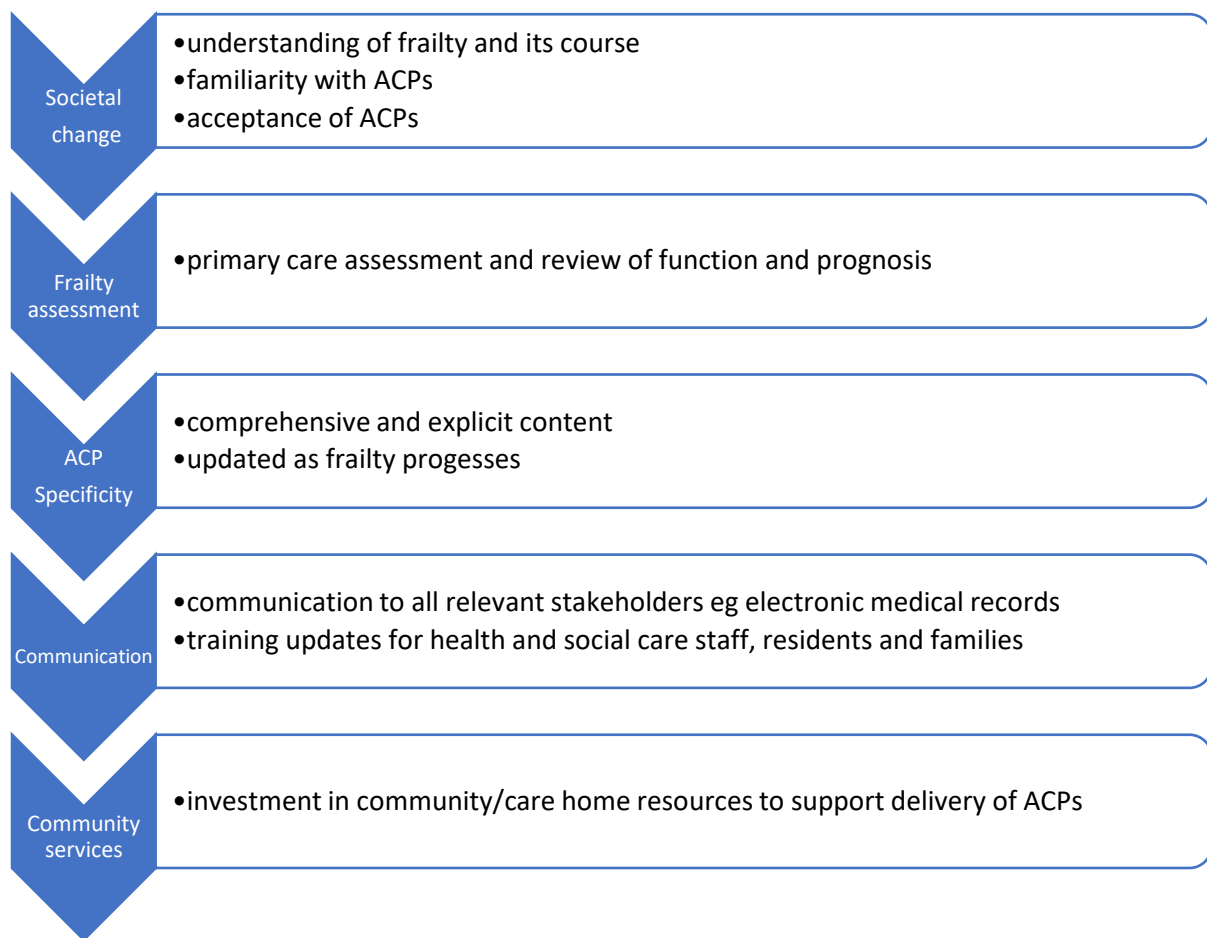 Societal
change
•understanding of frailty and its course
•familiarity with ACPs
•acceptance of ACPs
Frailty
assessment
•primary care assessment and review of function and prognosis
ACP
Specificity
•comprehensive and explicit content
•updated as frailty progesses
Communication
•communication to all relevant stakeholders eg electronic medical records
•training updates for health and social care staff, residents and families
Community
services
•investment in community/care home resources to support delivery of ACPs